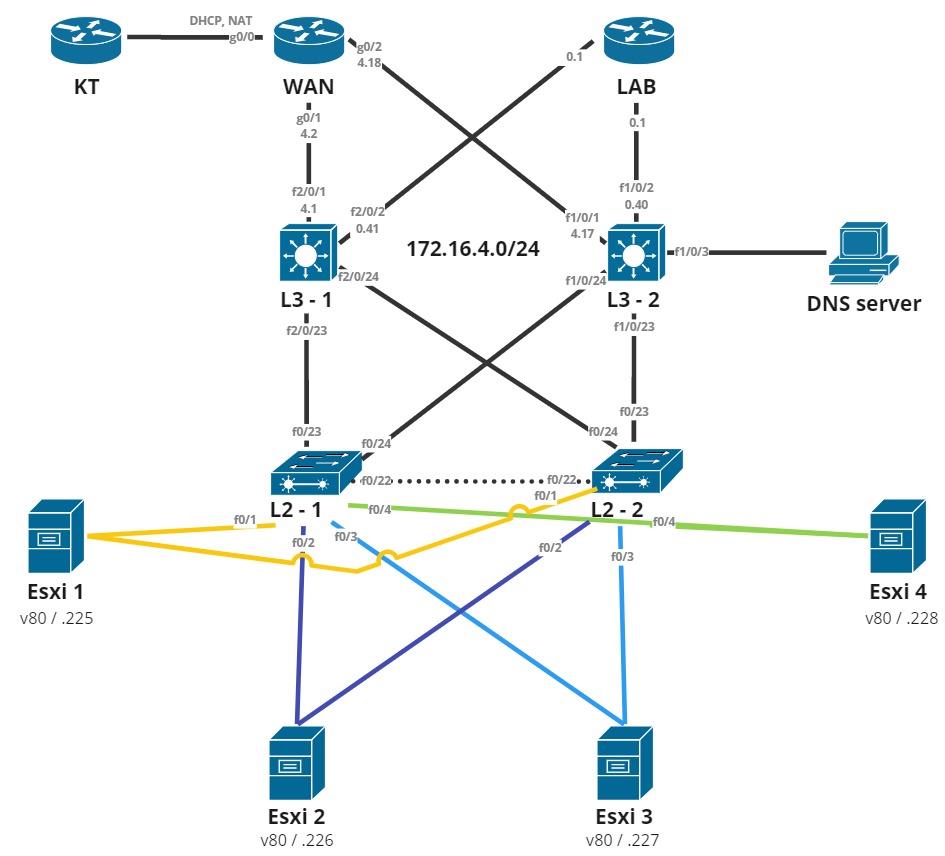 DHCP, NAT
g0/0
KT
WAN
LAB
g0/2
4.18
0.1
g0/1
4.2
0.1
f2/0/1
4.1
f2/0/2
0.41
f1/0/1
4.17
f1/0/2
0.40
172.16.4.0/24
f1/0/3
f2/0/24
f1/0/24
L3 - 1
L3 - 2
DNS server
f2/0/23
f1/0/23
f0/23
f0/24
f0/24
f0/23
f0/22
f0/22
f0/1
L2 - 1
L2 - 2
f0/4
f0/1
f0/4
f0/2
f0/3
f0/2
f0/3
Esxi 1
v80 / .225
Esxi 4
v80 / .228
Esxi 2
v80 / .226
Esxi 3
v80 / .227